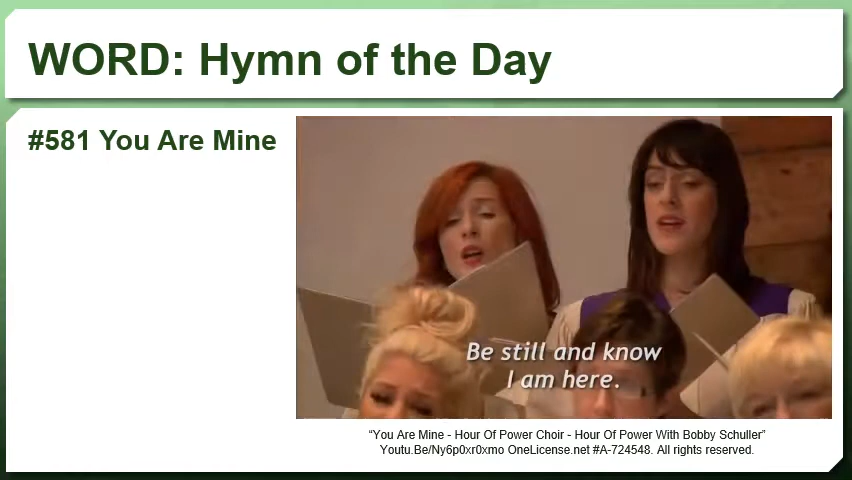 WORD: Hymn of the Day
#581 You Are Mine
Be still and know
I am here.
“You Are Mine - Hour Of Power Choir - Hour Of Power With Bobby Schuller”
Youtu.Be/Ny6p0xr0xmo OneLicense.net #A-724548. All rights reserved.